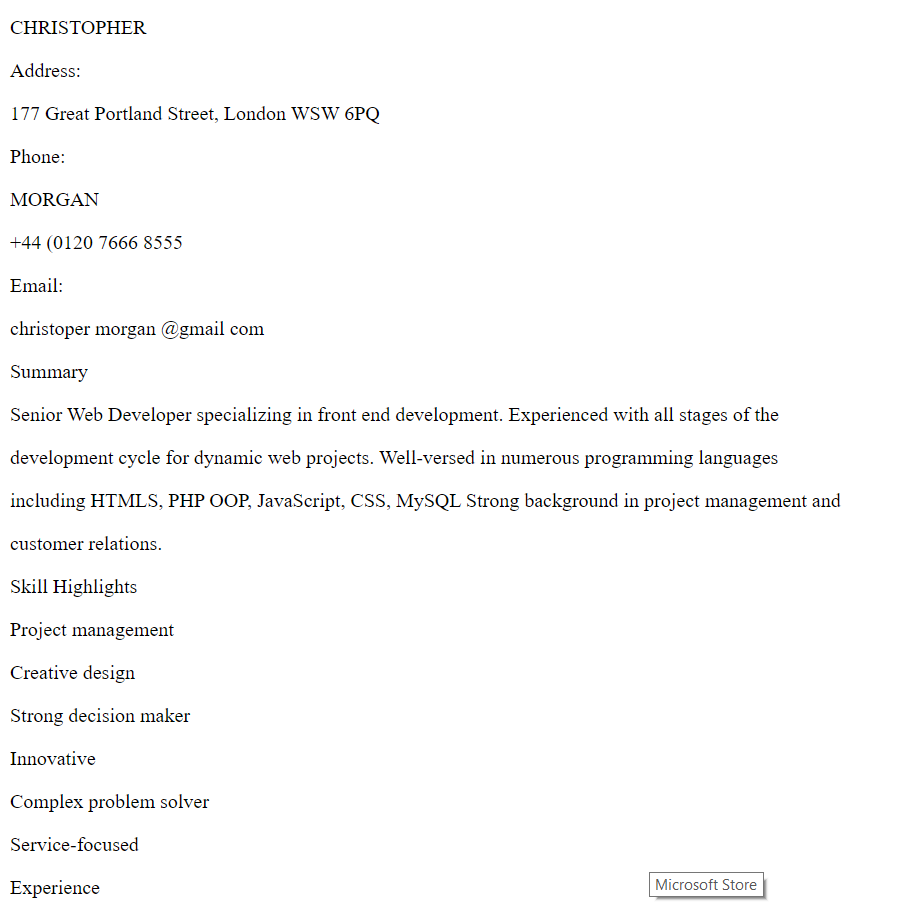 CHRISTOPHER
Address:
177 Great Portland Street, London WSW 6PQ
Phone:
MORGAN
+44 (0120 7666 8555
Email:
christoper morgan @gmail com
Summary
Senior Web Developer specializing in front end development. Experienced with all stages of the
development cycle for dynamic web projects. Well-versed in numerous programming languages
including HTMLS, PHP OOP, JavaScript, CSS, MySQL Strong background in project management and
customer relations.
Skill Highlights
Project management
Creative design
Strong decision maker
Innovative
Complex problem solver
Service-focused
Experience
Microsoft Store